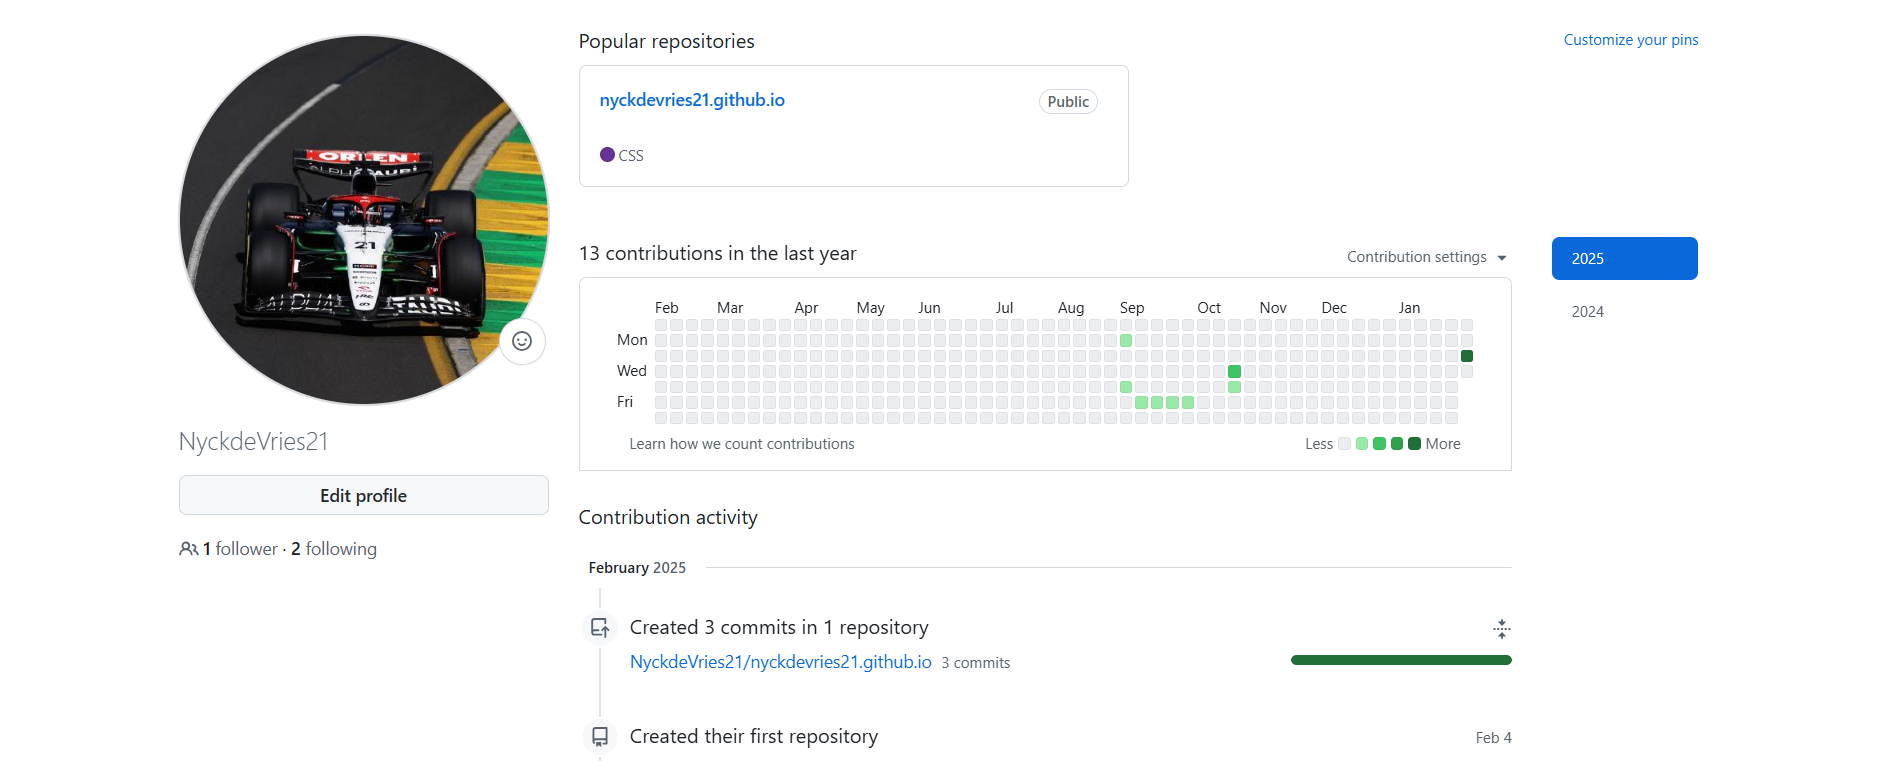 Popular repositories
Customize your pins
nyckdevries21.github.io
Public
CSS
ORLEN
ALPHATAURI
21
NyckdeVries21
Edit profile
1 follower · 2 following
13 contributions in the last year
Contribution settings
2025
2024
Feb Mar Apr May Jun Jul Aug Sep Oct Nov Dec Jan
Mon
Wed
Fri
Learn how we count contributions
Less More
Contribution activity
February 2025
Created 3 commits in 1 repository
NyckdeVries21/nyckdevries21.github.io 3 commits
Created their first repository
Feb 4